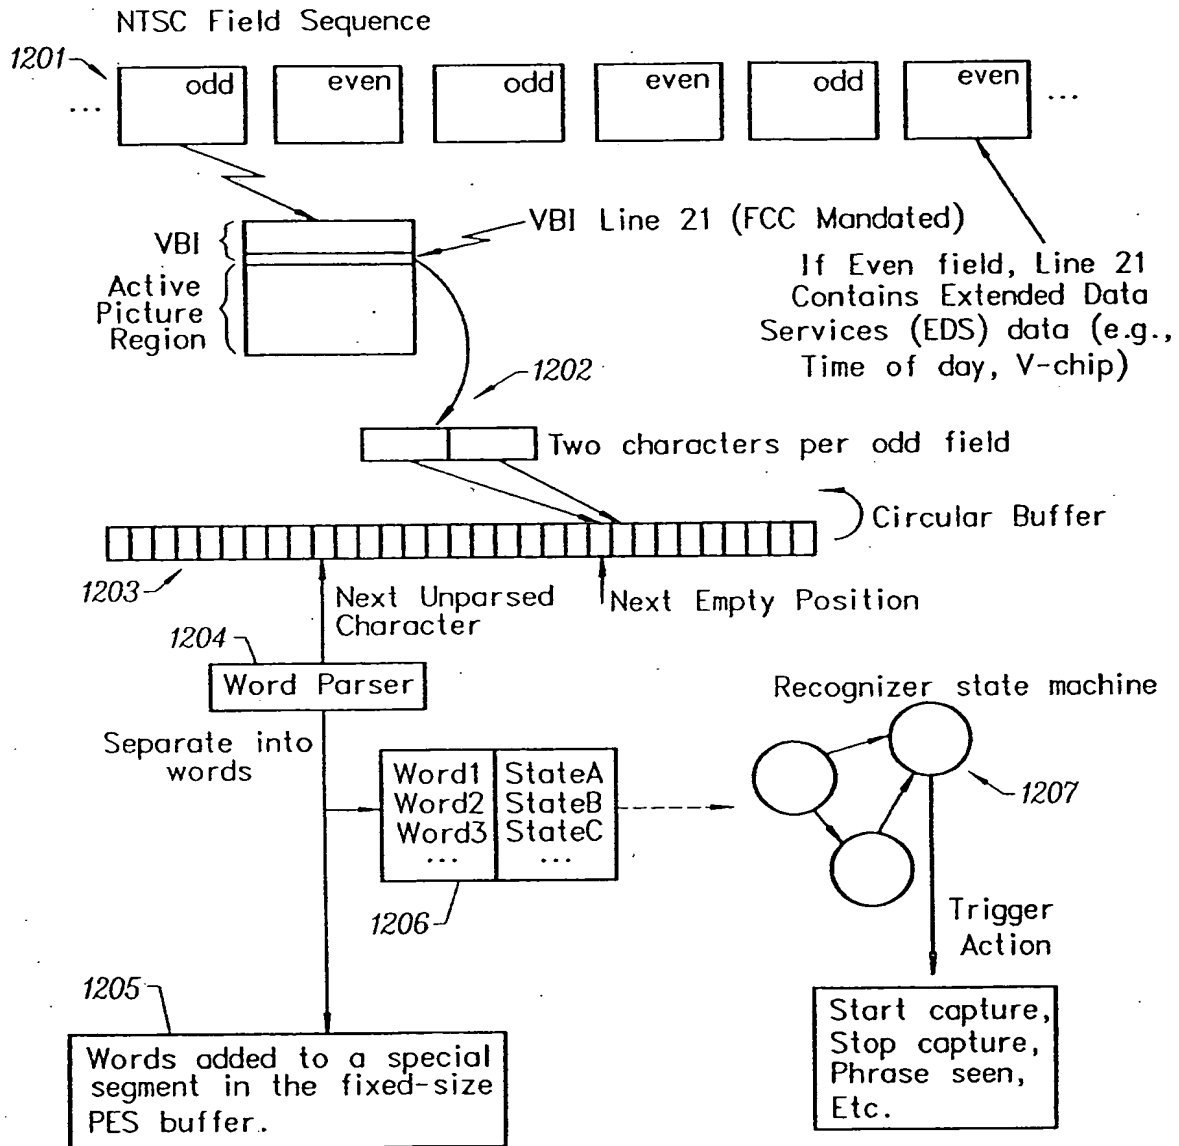 NTSC Field Sequence
1201
... odd even odd even odd even ...
VBI
VBI Line 21 (FCC Mandated)
Active
Picture
Region
If Even field, Line 21
Contains Extended Data
Services (EDS) data (e.g.,
Time of day, V-chip)
1202
Two characters per odd field
Circular Buffer
1203
Next Unparsed
Character
Next Empty Position
1204
Word Parser
Recognizer state machine
Separate into
words
Word1 StateA
Word2 StateB
Word3 StateC
... ...
1206
1207
Trigger
Action
1205
Words added to a special
segment in the fixed-size
PES buffer.
Start capture,
Stop capture,
Phrase seen,
Etc.